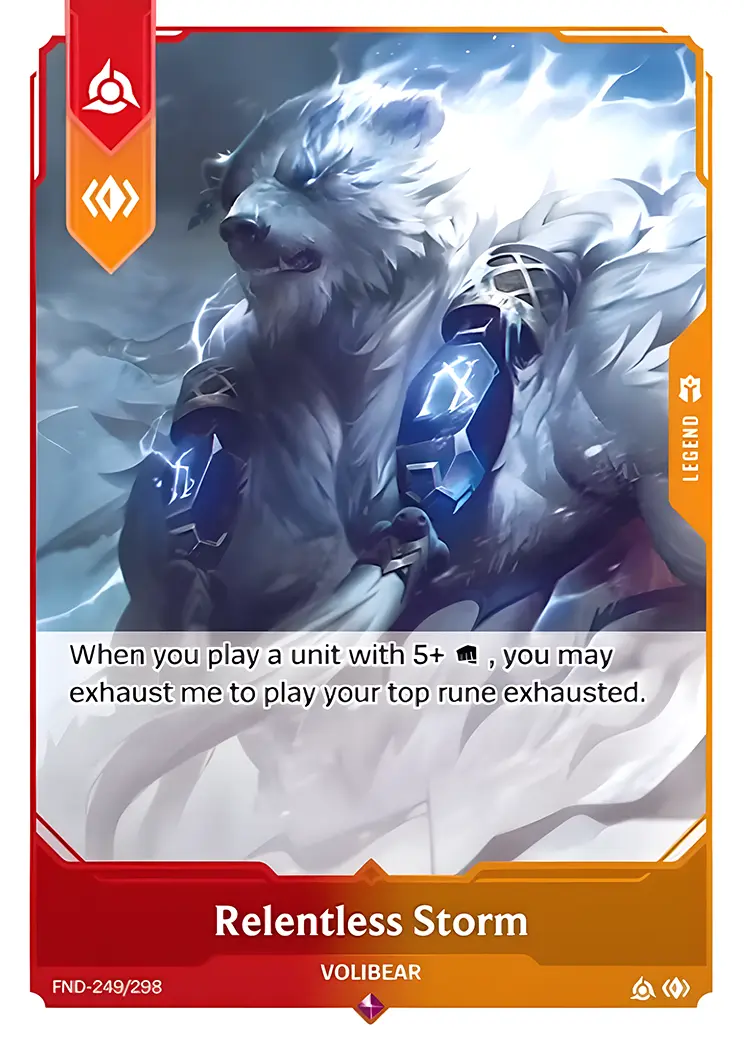 LEGEND
When you play a unit with 5+ , you may
exhaust me to play your top rune exhausted.
Relentless Storm
VOLIBEAR
FND-249/298